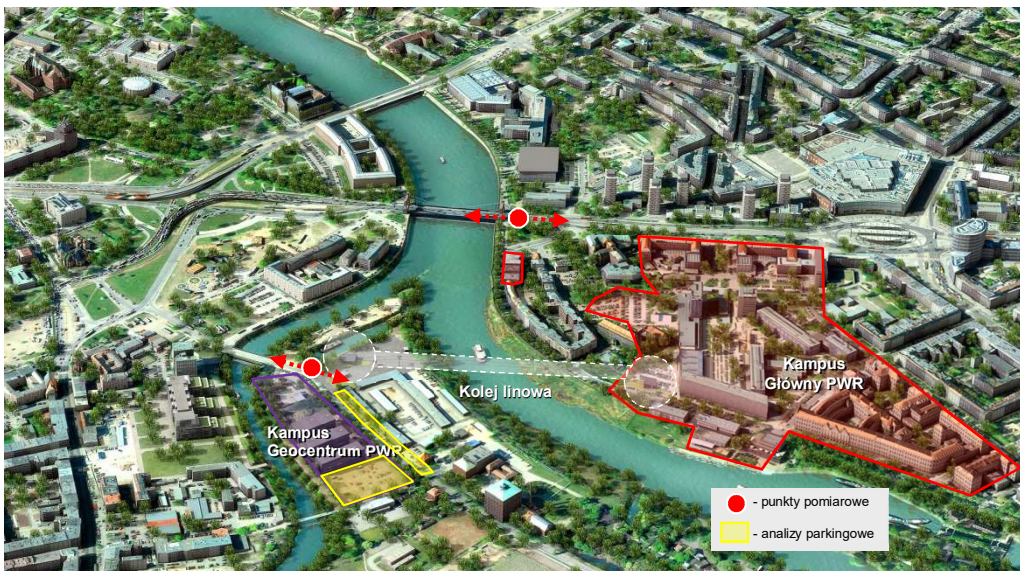 Kampus
Główny PWR
Kolej linowa
Kampus
Geocentrum PWR
- punkty pomiarowe
- analizy parkingowe